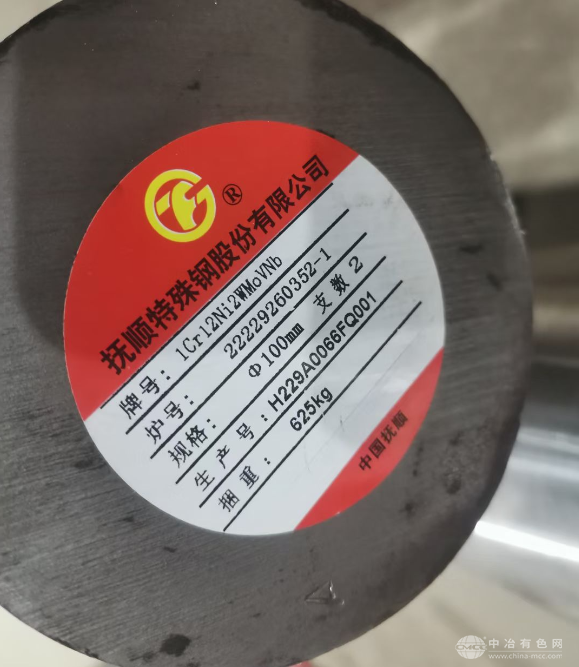 ®
抚顺特殊钢股份有限公司
牌号：1Cr12Ni2WMoVNb
炉号：22229260352-1
规格：Φ100mm 支数2
生产号：H229A0066FQ001
捆重：625kg
中国抚顺
中冶有色网
www.china-mcc.com